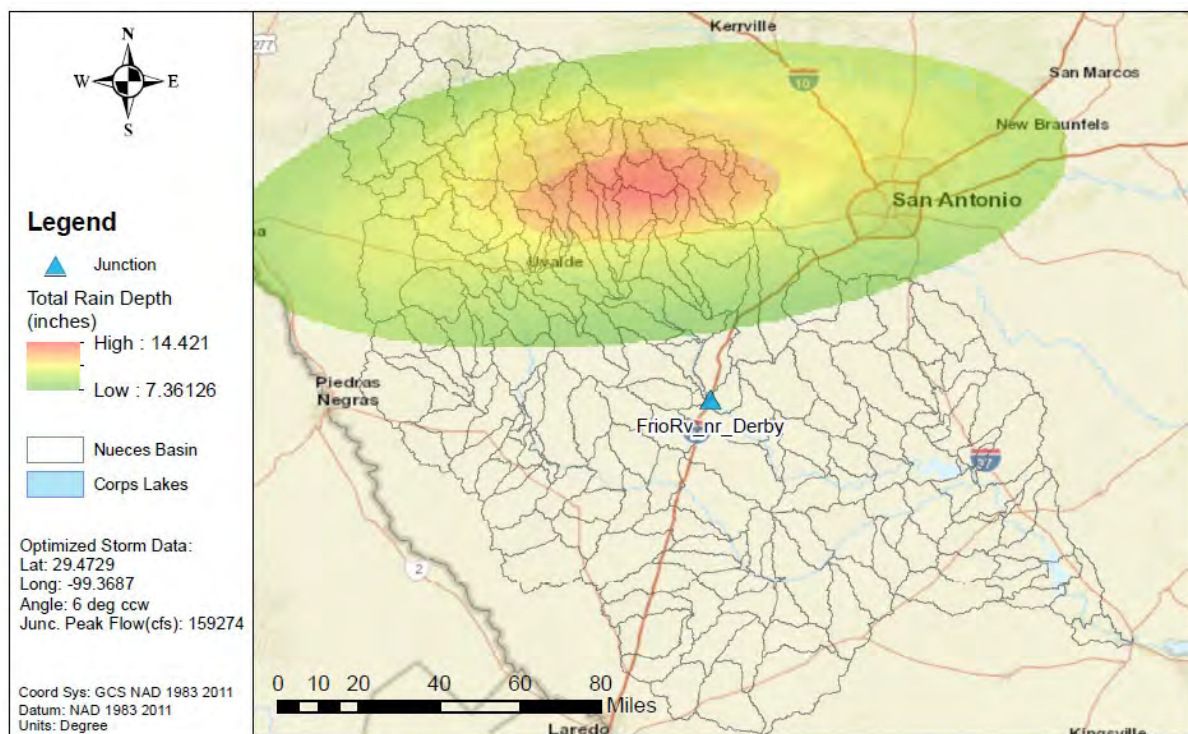 N
W
E
S
Legend
Junction
Total Rain Depth
(inches)
High : 14.421
Low : 7.36126
Nueces Basin
Corps Lakes
Optimized Storm Data:
Lat: 29.4729
Long: -99.3687
Angle: 6 deg ccw
Junc. Peak Flow(cfs): 159274
Coord Sys: GCS NAD 1983 2011
Datum: NAD 1983 2011
Units: Degree
277
Kerrville
10
San Marcos
New Braunfels
San Antonio
Uvalde
Piedras
Negras
FrioRv_nr_Derby
37
2
0 10 20 40 60 80
Miles
Laredo
Kingsville